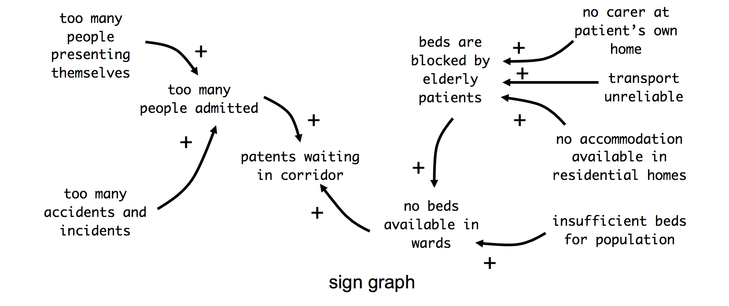 too many
people
presenting
themselves
+
too many
people admitted
+
too many
accidents and
incidents
+
patents waiting
in corridor
+
beds are
blocked by
elderly
patients
+
no carer at
patient's own
home
+
transport
unreliable
+
no accommodation
available in
residential homes
+
no beds
available in
wards
+
insufficient beds
for population
+
sign graph